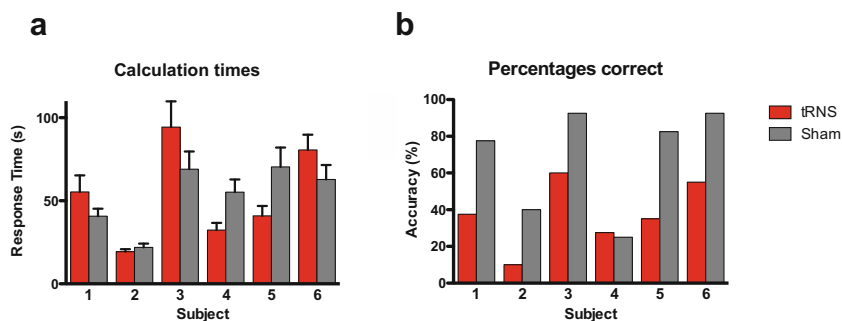 a
Calculation times
Response Time (s)
100
50
0
1 2 3 4 5 6
Subject
b
Percentages correct
Accuracy (%)
100
80
60
40
20
0
1 2 3 4 5 6
Subject
tRNS
Sham